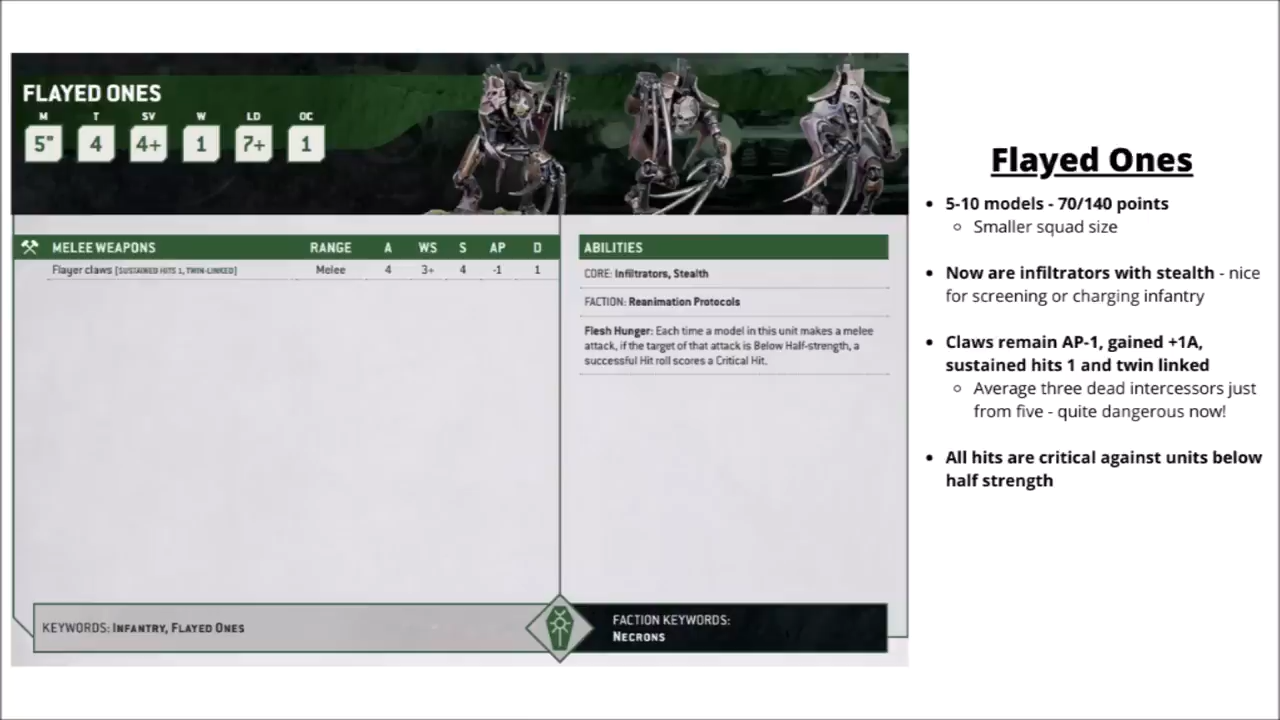 FLAYED ONES
M T SV W LD OC
5" 4 4+ 1 7+ 1
MELEE WEAPONS RANGE A WS S AP D
Flayer claws [SUSTAINED HITS 1, TWIN-LINKED] Melee 4 3+ 4 -1 1
ABILITIES
CORE: Infiltrators, Stealth
FACTION: Reanimation Protocols
Flesh Hunger: Each time a model in this unit makes a melee
attack, if the target of that attack is Below Half-strength, a
successful Hit roll scores a Critical Hit.
KEYWORDS: INFANTRY, FLAYED ONES
FACTION KEYWORDS:
NECRONS
Flayed Ones
• 5-10 models - 70/140 points
◦ Smaller squad size
• Now are infiltrators with stealth - nice
for screening or charging infantry
• Claws remain AP-1, gained +1A,
sustained hits 1 and twin linked
◦ Average three dead intercessors just
from five - quite dangerous now!
• All hits are critical against units below
half strength